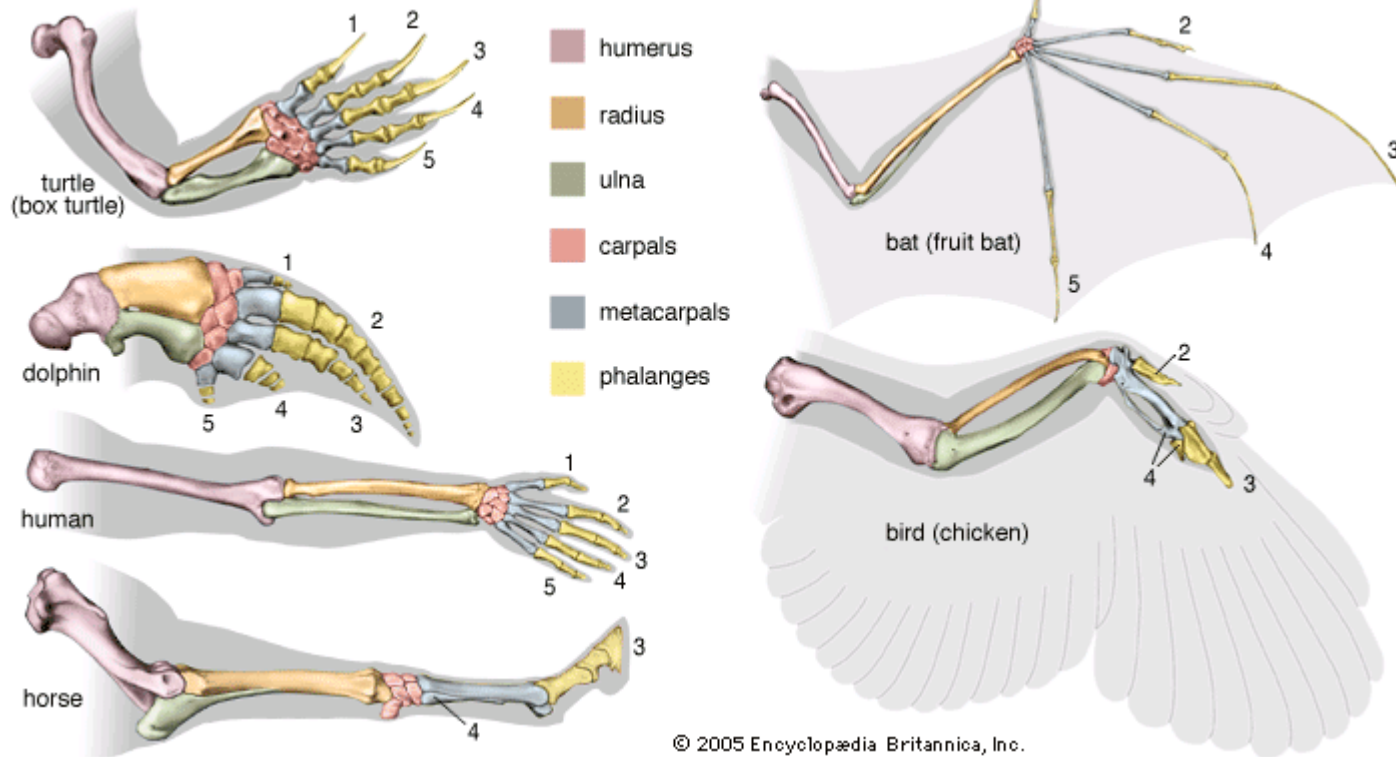 1
2
3
4
5
turtle
(box turtle)
1
2
3
4
5
dolphin
1
2
3
4
5
human
3
4
horse
humerus
radius
ulna
carpals
metacarpals
phalanges
2
3
4
5
bat (fruit bat)
2
3
4
bird (chicken)
© 2005 Encyclopædia Britannica, Inc.